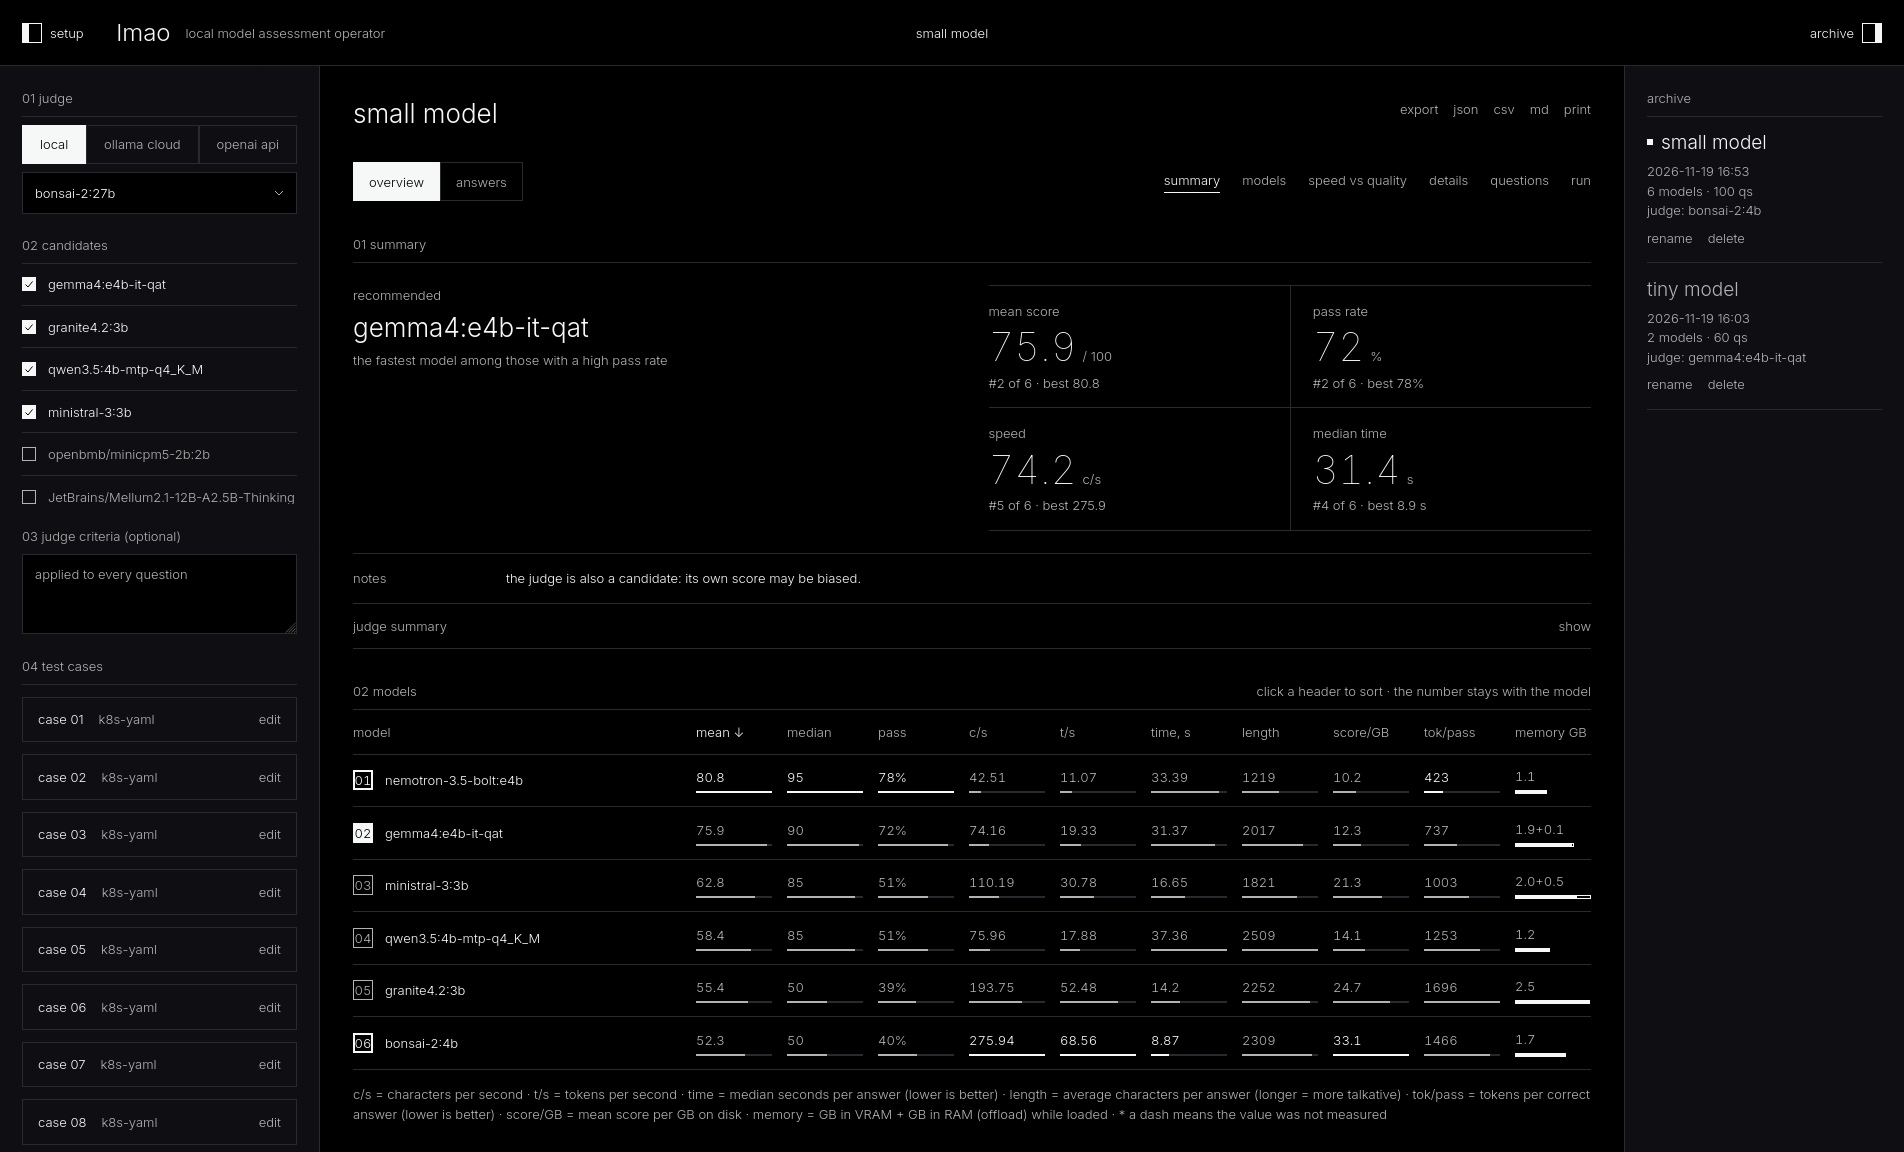 setup
lmao
local model assessment operator
small model
archive
01 judge
local
ollama cloud
openai api
bonsai-2:27b
02 candidates
gemma4:e4b-it-qat
granite4.2:3b
qwen3.5:4b-mtp-q4_K_M
ministral-3:3b
openbmb/minicpm5-2b:2b
JetBrains/Mellum2.1-12B-A2.5B-Thinking
03 judge criteria (optional)
applied to every question
04 test cases
case 01 k8s-yaml edit
case 02 k8s-yaml edit
case 03 k8s-yaml edit
case 04 k8s-yaml edit
case 05 k8s-yaml edit
case 06 k8s-yaml edit
case 07 k8s-yaml edit
case 08 k8s-yaml edit
small model
export json csv md print
overview answers
summary models speed vs quality details questions run
01 summary
recommended
gemma4:e4b-it-qat
the fastest model among those with a high pass rate
mean score
75.9 / 100
#2 of 6 · best 80.8
pass rate
72 %
#2 of 6 · best 78%
speed
74.2 c/s
#5 of 6 · best 275.9
median time
31.4 s
#4 of 6 · best 8.9 s
notes the judge is also a candidate: its own score may be biased.
judge summary show
02 models click a header to sort · the number stays with the model
model mean ↓ median pass c/s t/s time, s length score/GB tok/pass memory GB
01 nemotron-3.5-bolt:e4b 80.8 95 78% 42.51 11.07 33.39 1219 10.2 423 1.1
02 gemma4:e4b-it-qat 75.9 90 72% 74.16 19.33 31.37 2017 12.3 737 1.9+0.1
03 ministral-3:3b 62.8 85 51% 110.19 30.78 16.65 1821 21.3 1003 2.0+0.5
04 qwen3.5:4b-mtp-q4_K_M 58.4 85 51% 75.96 17.88 37.36 2509 14.1 1253 1.2
05 granite4.2:3b 55.4 50 39% 193.75 52.48 14.2 2252 24.7 1696 2.5
06 bonsai-2:4b 52.3 50 40% 275.94 68.56 8.87 2309 33.1 1466 1.7
c/s = characters per second · t/s = tokens per second · time = median seconds per answer (lower is better) · length = average characters per answer (longer = more talkative) · tok/pass = tokens per correct
answer (lower is better) · score/GB = mean score per GB on disk · memory = GB in VRAM + GB in RAM (offload) while loaded · * a dash means the value was not measured
archive
small model
2026-11-19 16:53
6 models · 100 qs
judge: bonsai-2:4b
rename delete
tiny model
2026-11-19 16:03
2 models · 60 qs
judge: gemma4:e4b-it-qat
rename delete